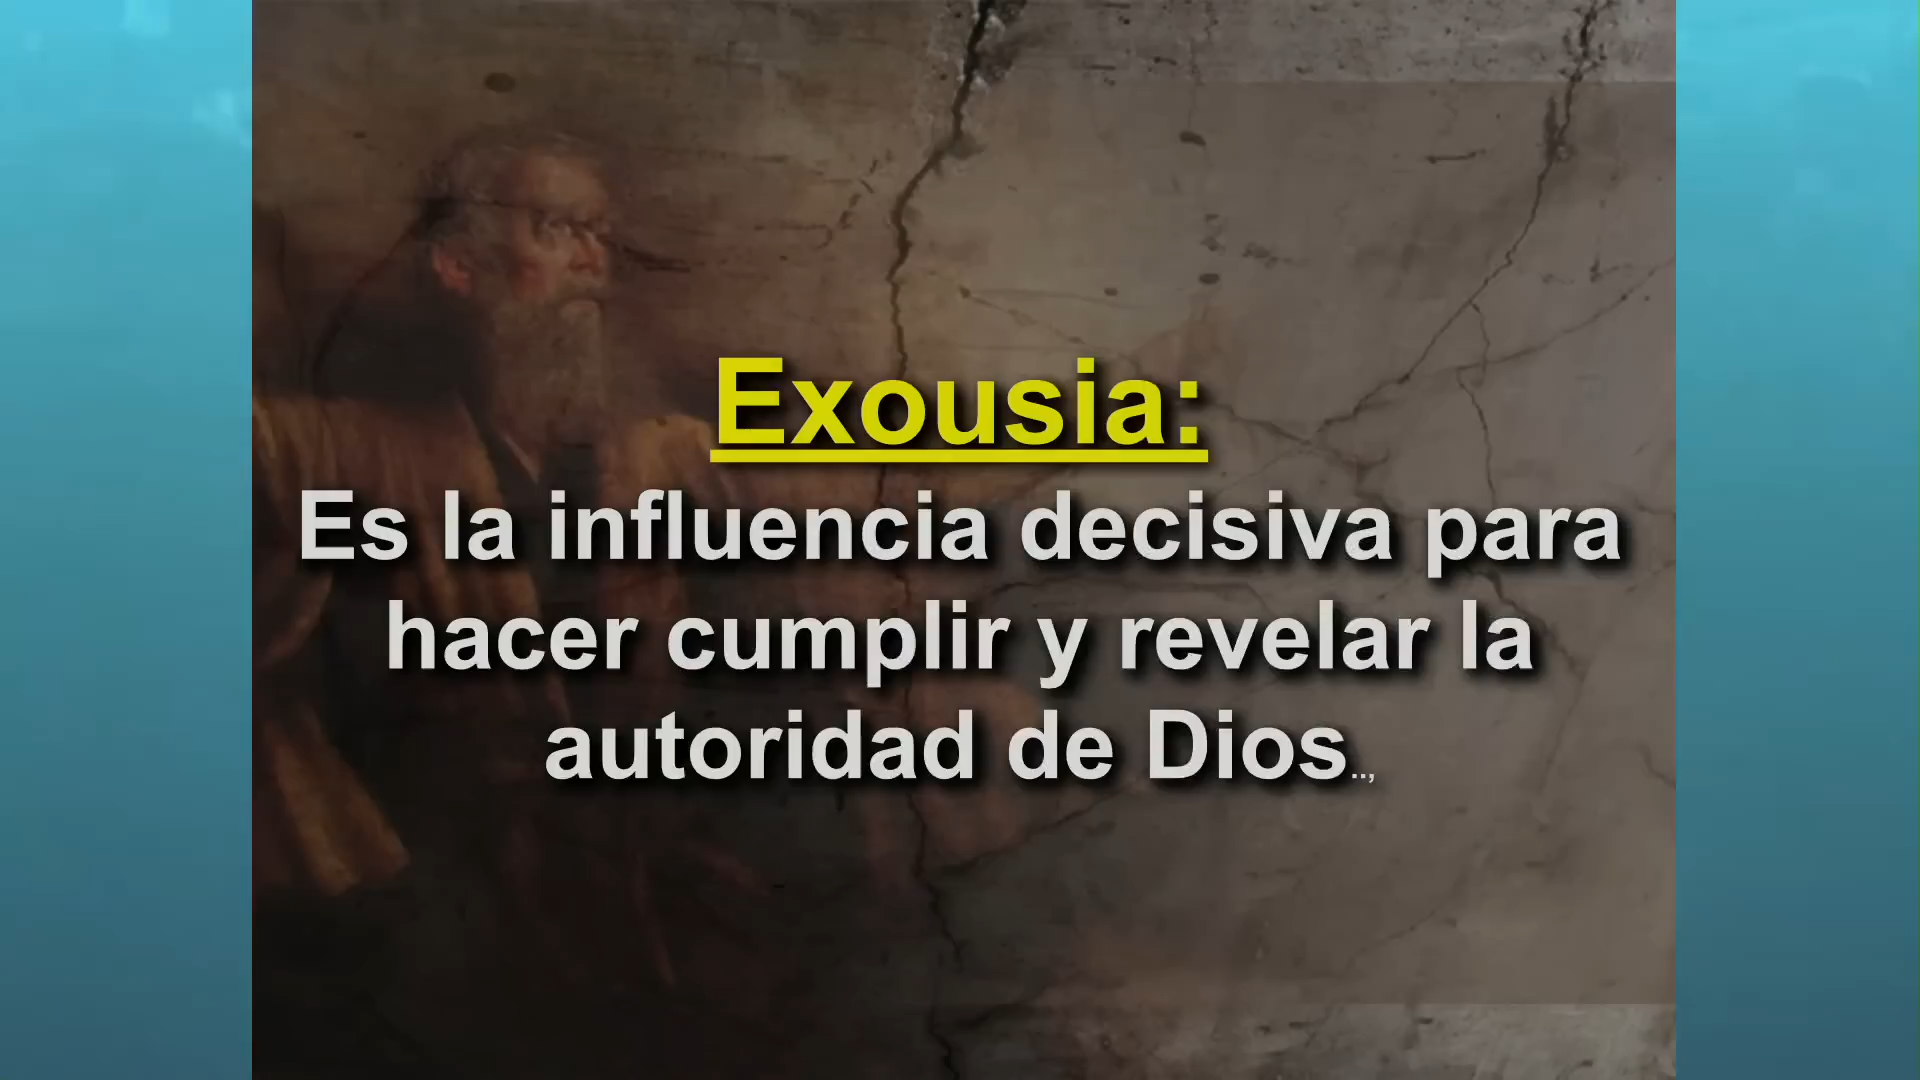 Exousia:
Es la influencia decisiva para
hacer cumplir y revelar la
autoridad de Dios..,